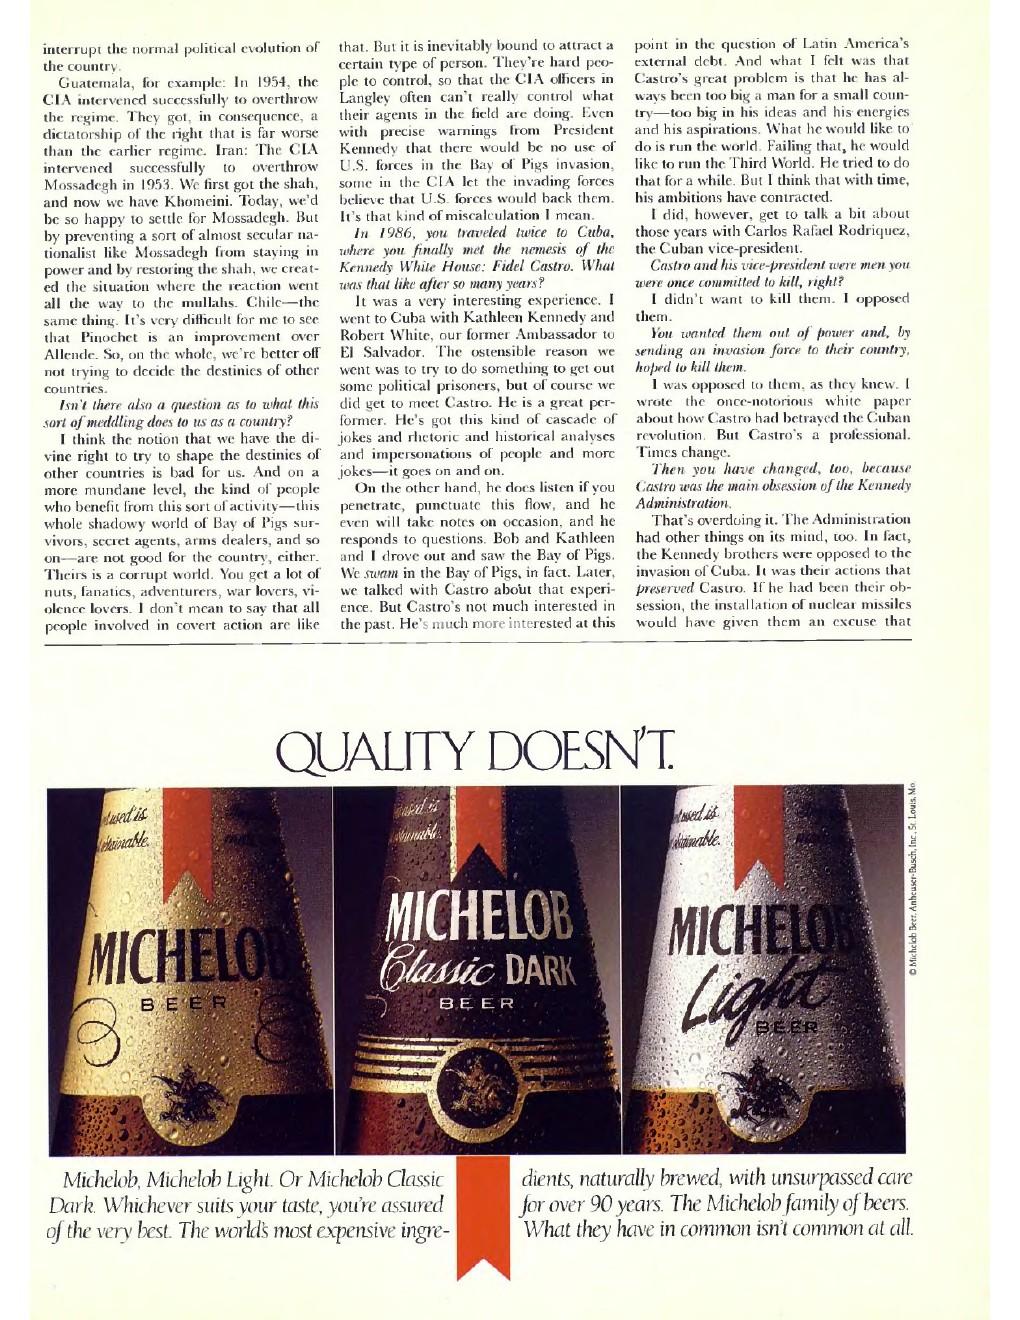 interrupt the normal political evolution of
the country.
Guatemala, for example: In 1954, the
CIA intervened successfully to overthrow
the regime. They got, in consequence, a
dictatorship of the right that is far worse
than the earlier regime. Iran: The CIA
intervened successfully to overthrow
Mossadegh in 1953. We first got the shah,
and now we have Khomeini. Today, we'd
be so happy to settle for Mossadegh. But
by preventing a sort of almost secular na-
tionalist like Mossadegh from staying in
power and by restoring the shah, we creat-
ed the situation where the reaction went
all the way to the mullahs. Chile—the
same thing. It's very difficult for me to see
that Pinochet is an improvement over
Allende. So, on the whole, we're better off
not trying to decide the destinies of other
countries.
Isn't there also a question as to what this
sort of meddling does to us as a country?
I think the notion that we have the di-
vine right to try to shape the destinies of
other countries is bad for us. And on a
more mundane level, the kind of people
who benefit from this sort of activity—this
whole shadowy world of Bay of Pigs sur-
vivors, secret agents, arms dealers, and so
on—are not good for the country, either.
Theirs is a corrupt world. You get a lot of
nuts, fanatics, adventurers, war lovers, vi-
olence lovers. I don't mean to say that all
people involved in covert action are like
that. But it is inevitably bound to attract a
certain type of person. They're hard peo-
ple to control, so that the CIA officers in
Langley often can't really control what
their agents in the field are doing. Even
with precise warnings from President
Kennedy that there would be no use of
U.S. forces in the Bay of Pigs invasion,
some in the CIA let the invading forces
believe that U.S. forces would back them.
It's that kind of miscalculation I mean.
In 1986, you traveled twice to Cuba,
where you finally met the nemesis of the
Kennedy White House: Fidel Castro. What
was that like after so many years?
It was a very interesting experience. I
went to Cuba with Kathleen Kennedy and
Robert White, our former Ambassador to
El Salvador. The ostensible reason we
went was to try to do something to get out
some political prisoners, but of course we
did get to meet Castro. He is a great per-
former. He's got this kind of cascade of
jokes and rhetoric and historical analyses
and impersonations of people and more
jokes—it goes on and on.
On the other hand, he does listen if you
penetrate, punctuate this flow, and he
even will take notes on occasion, and he
responds to questions. Bob and Kathleen
and I drove out and saw the Bay of Pigs.
We swam in the Bay of Pigs, in fact. Later,
we talked with Castro about that experi-
ence. But Castro's not much interested in
the past. He's much more interested at this
point in the question of Latin America's
external debt. And what I felt was that
Castro's great problem is that he has al-
ways been too big a man for a small coun-
try—too big in his ideas and his energies
and his aspirations. What he would like to
do is run the world. Failing that, he would
like to run the Third World. He tried to do
that for a while. But I think that with time,
his ambitions have contracted.
I did, however, get to talk a bit about
those years with Carlos Rafael Rodriquez,
the Cuban vice-president.
Castro and his vice-president were men you
were once committed to kill, right?
I didn't want to kill them. I opposed
them.
You wanted them out of power and, by
sending an invasion force to their country,
hoped to kill them.
I was opposed to them, as they knew. I
wrote the once-notorious white paper
about how Castro had betrayed the Cuban
revolution. But Castro's a professional.
Times change.
Then you have changed, too, because
Castro was the main obsession of the Kennedy
Administration.
That's overdoing it. The Administration
had other things on its mind, too. In fact,
the Kennedy brothers were opposed to the
invasion of Cuba. It was their actions that
preserved Castro. If he had been their ob-
session, the installation of nuclear missiles
would have given them an excuse that
QUALITY DOESN'T.
used is
MICHELOB
BEER
used is
MICHELOB
Classic DARK
BEER
used is
MICHELOB
Light
BEER
© Michelob Beer, Anheuser-Busch, Inc., St. Louis, Mo.
Michelob, Michelob Light. Or Michelob Classic
Dark. Whichever suits your taste, you're assured
of the very best. The world's most expensive ingre-
dients, naturally brewed, with unsurpassed care
for over 90 years. The Michelob family of beers.
What they have in common isn't common at all.